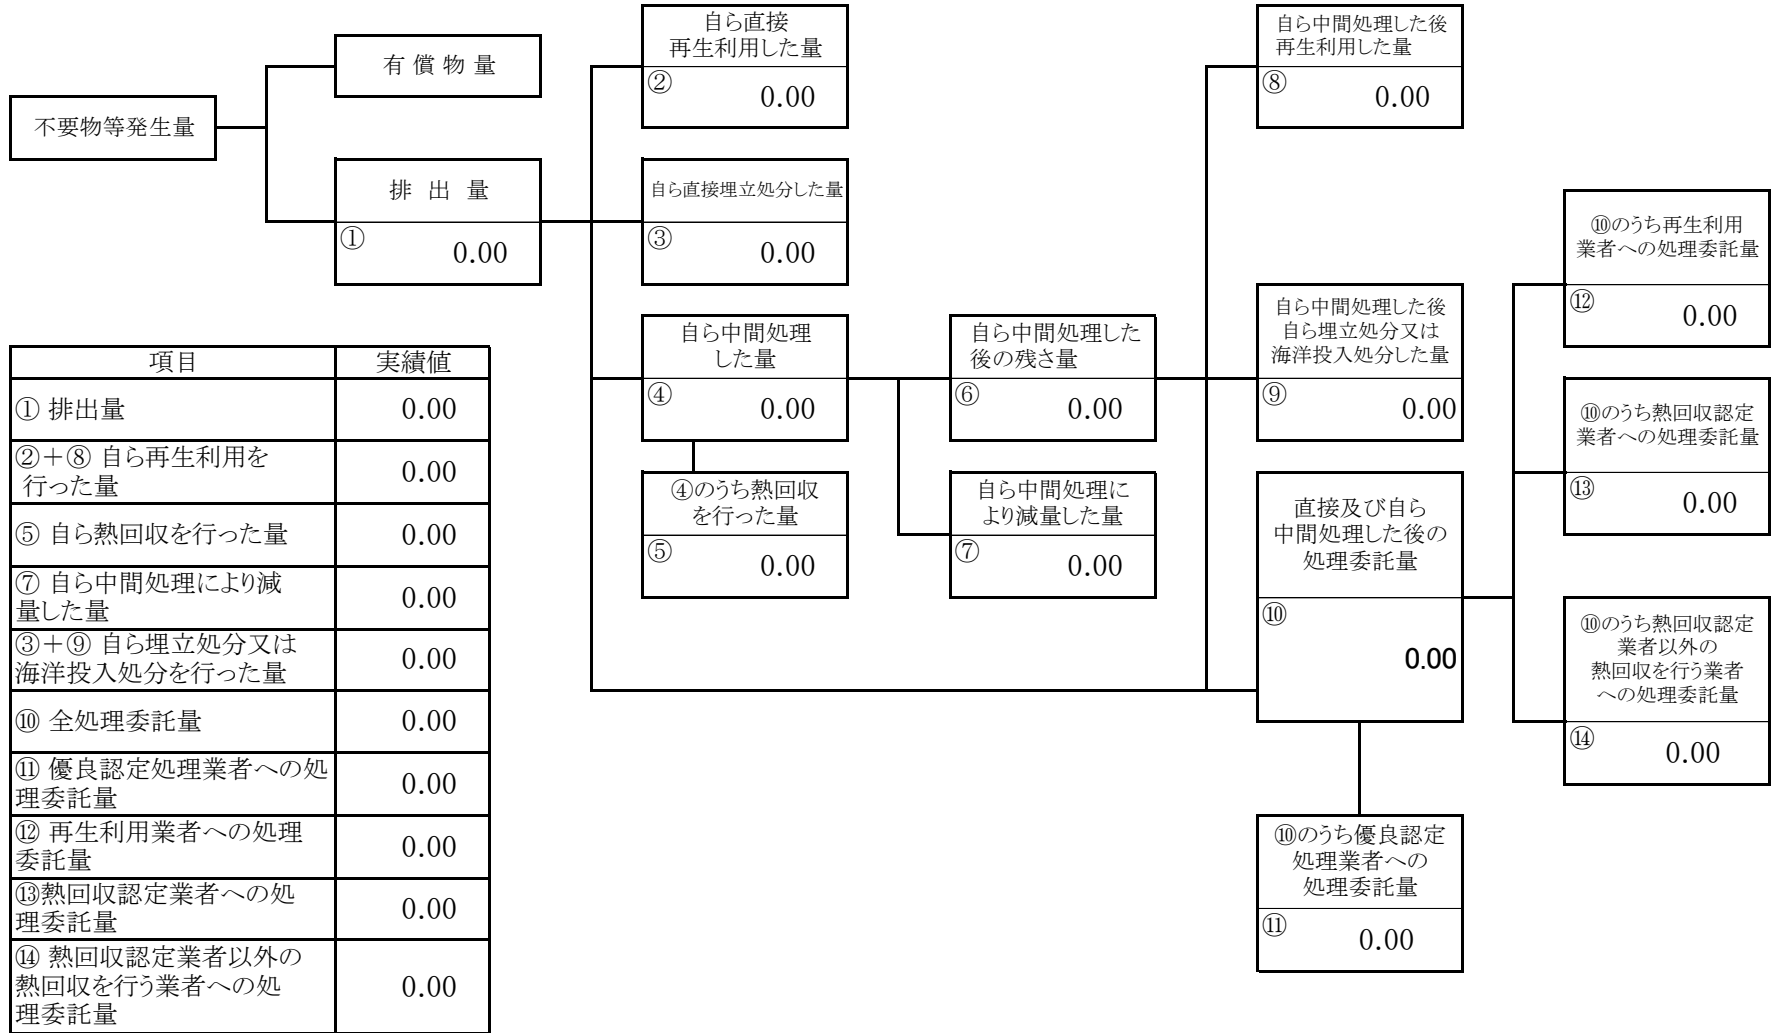 不要物等発生量
有 償 物 量
排 出 量
① 0.00
自ら直接
再生利用した量
② 0.00
自ら直接埋立処分した量
③ 0.00
自ら中間処理
した量
④ 0.00
④のうち熱回収
を行った量
⑤ 0.00
自ら中間処理した
後の残さ量
⑥ 0.00
自ら中間処理に
より減量した量
⑦ 0.00
自ら中間処理した後
再生利用した量
⑧ 0.00
自ら中間処理した後
自ら埋立処分又は
海洋投入処分した量
⑨ 0.00
直接及び自ら
中間処理した後の
処理委託量
⑩
0.00
⑩のうち優良認定
処理業者への
処理委託量
⑪ 0.00
⑩のうち再生利用
業者への処理委託量
⑫ 0.00
⑩のうち熱回収認定
業者への処理委託量
⑬ 0.00
⑩のうち熱回収認定
業者以外の
熱回収を行う業者
への処理委託量
⑭ 0.00
項目 実績値
① 排出量 0.00
②＋⑧ 自ら再生利用を
行った量 0.00
⑤ 自ら熱回収を行った量 0.00
⑦ 自ら中間処理により減
量した量 0.00
③＋⑨ 自ら埋立処分又は
海洋投入処分を行った量 0.00
⑩ 全処理委託量 0.00
⑪ 優良認定処理業者への処
理委託量 0.00
⑫ 再生利用業者への処理
委託量 0.00
⑬熱回収認定業者への処
理委託量 0.00
⑭ 熱回収認定業者以外の
熱回収を行う業者への処
理委託量 0.00